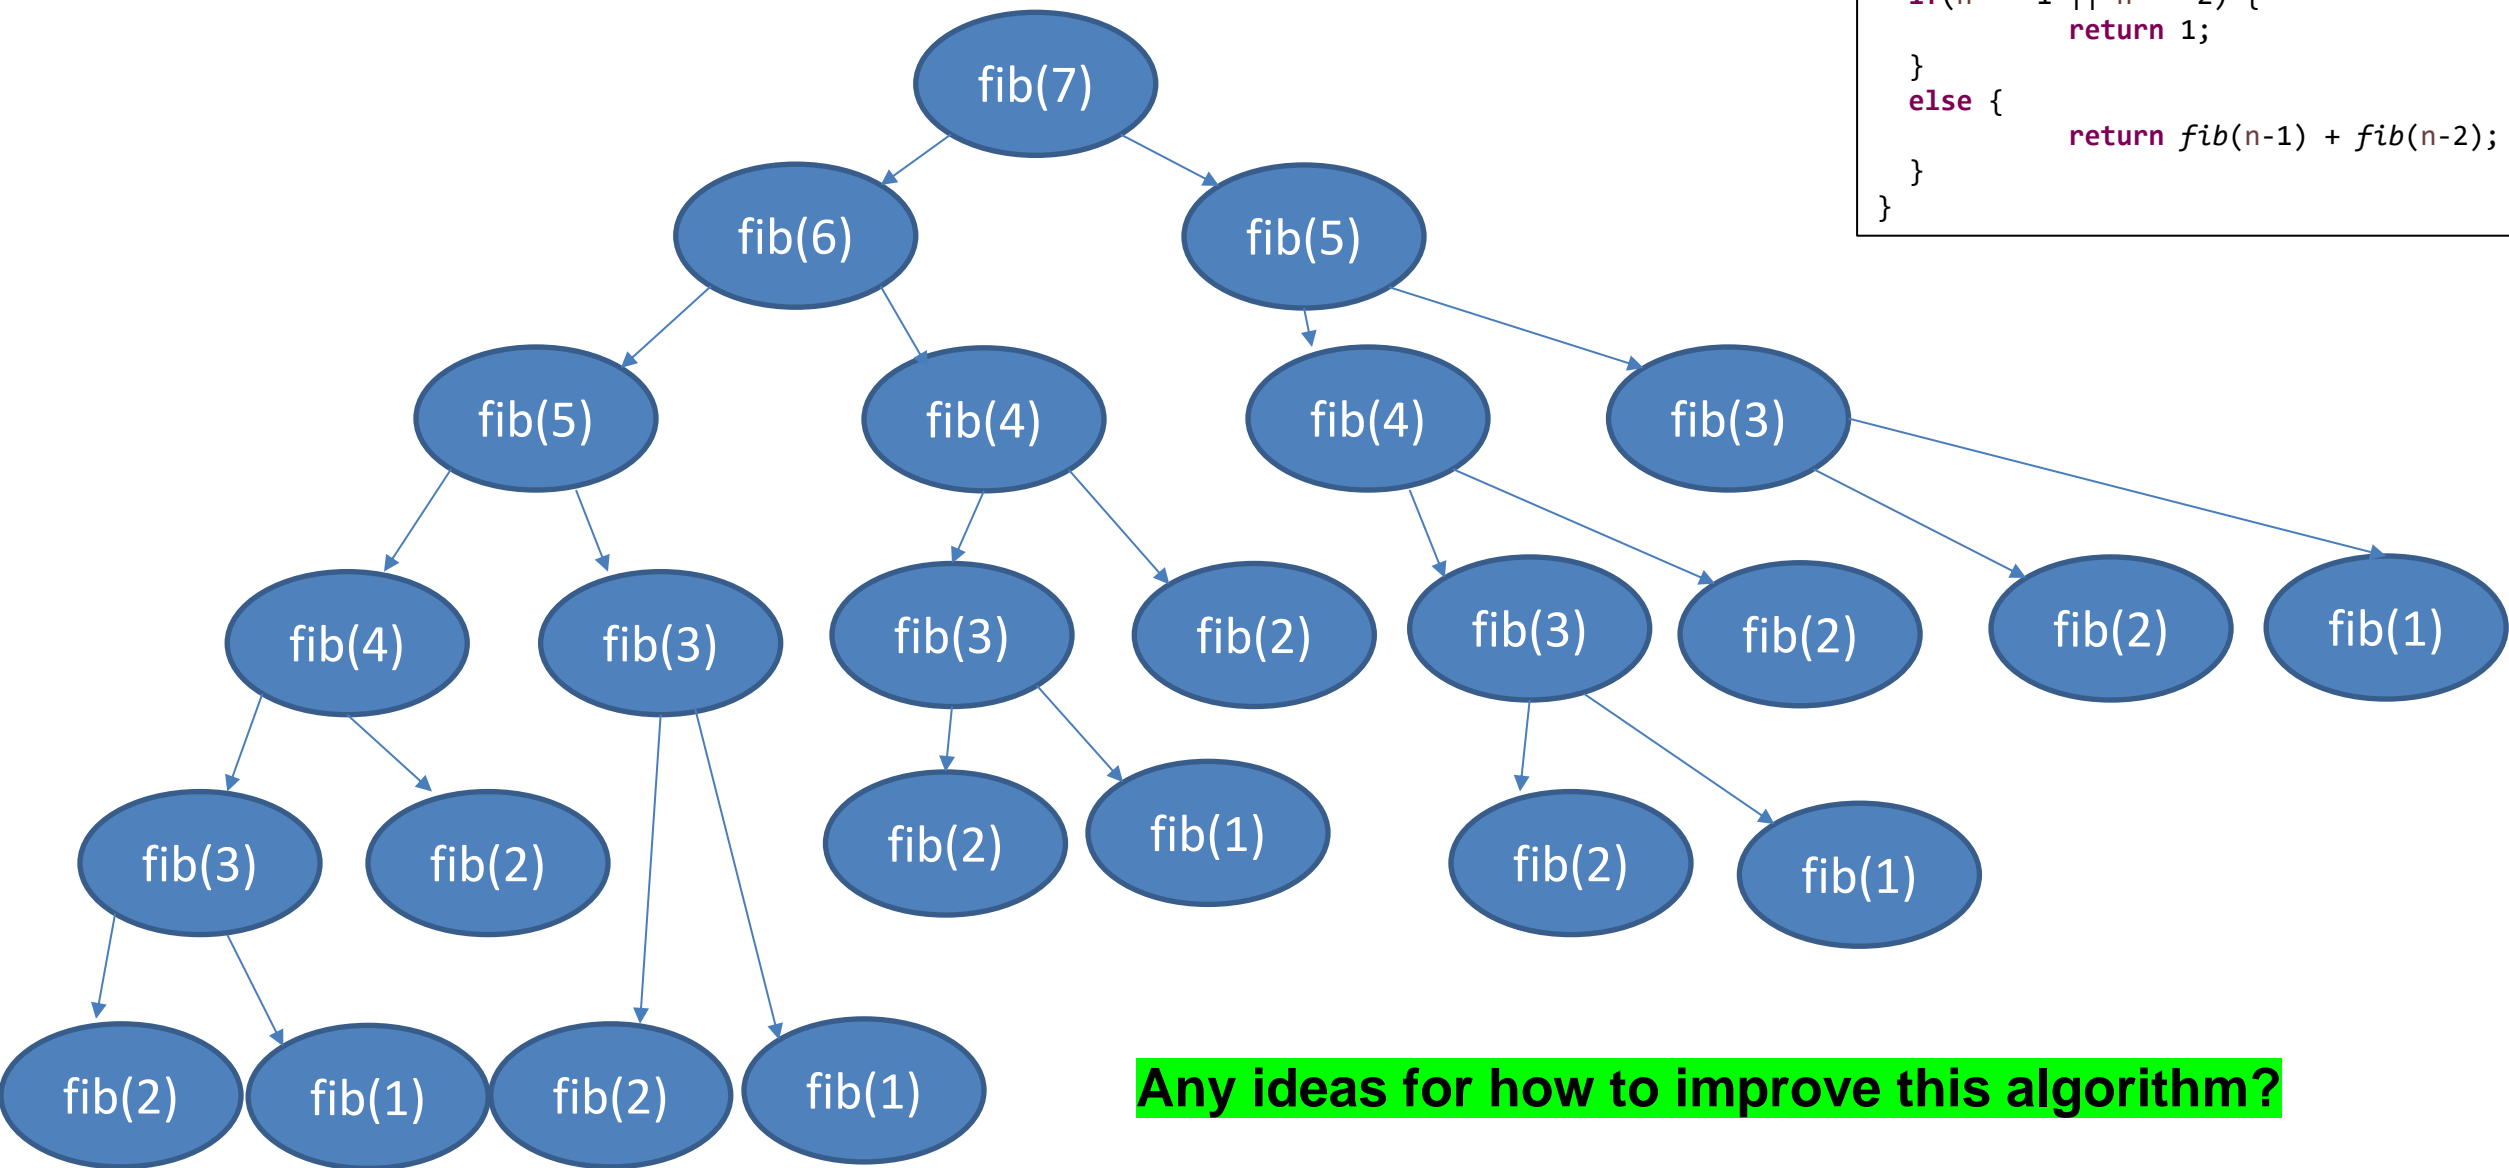 if(n == 1 || n == 2) {
return 1;
}
else {
return fib(n-1) + fib(n-2);
}
}
fib(7)
fib(6) fib(5)
fib(5) fib(4) fib(4) fib(3)
fib(4) fib(3) fib(3) fib(2) fib(3) fib(2) fib(2) fib(1)
fib(3) fib(2) fib(2) fib(1) fib(2) fib(1)
fib(2) fib(1) fib(2) fib(1)
Any ideas for how to improve this algorithm?